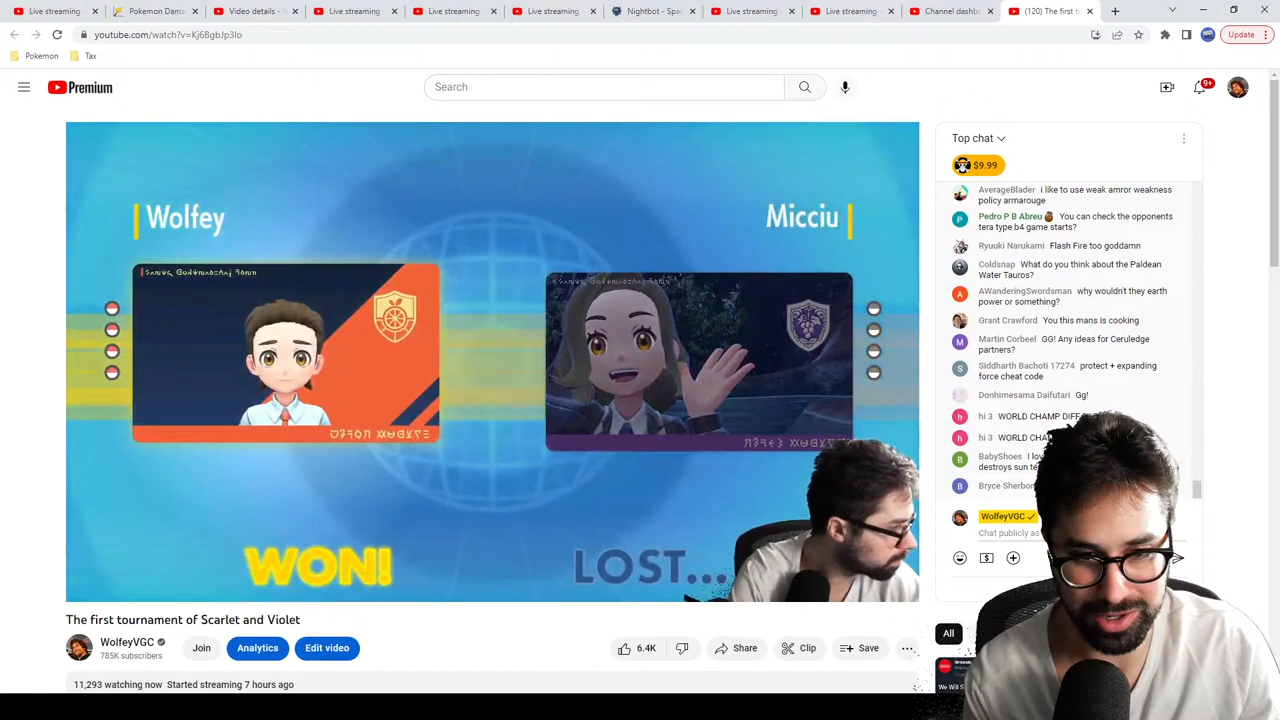 Live streaming
Pokemon Dama
Video details - Y
Live streaming
Live streaming
Live streaming
Nightbot - Spa
Live streaming
Live streaming
Channel dashb
(120) The first t
youtube.com/watch?v=Kj6BgbJp3Io
Update
Pokemon
Tax
Premium
Search
9+
Wolfey
Micciu
WON!
LOST...
Top chat
$9.99
AverageBlader i like to use weak amror weakness
policy armarouge
Pedro P B Abreu You can check the opponents
tera type b4 game starts?
Ryuuki Narukami Flash Fire too goddamn
Coldsnap What do you think about the Paldean
Water Tauros?
AWanderingSwordsman why wouldn't they earth
power or something?
Grant Crawford You this mans is cooking
Martin Corbeel GG! Any ideas for Ceruledge
partners?
Siddharth Bachoti 17274 protect + expanding
force cheat code
Donhimesama Daifutari Gg!
hi 3 WORLD CHAMP DIFF
hi 3 WORLD CHA
BabyShoes I lo
destroys sun te
Bryce Sherbon
WolfeyVGC
Chat publicly as
The first tournament of Scarlet and Violet
WolfeyVGC
785K subscribers
Join
Analytics
Edit video
6.4K
Share
Clip
Save
All
11,293 watching now Started streaming 7 hours ago
Nintendo
We Will S